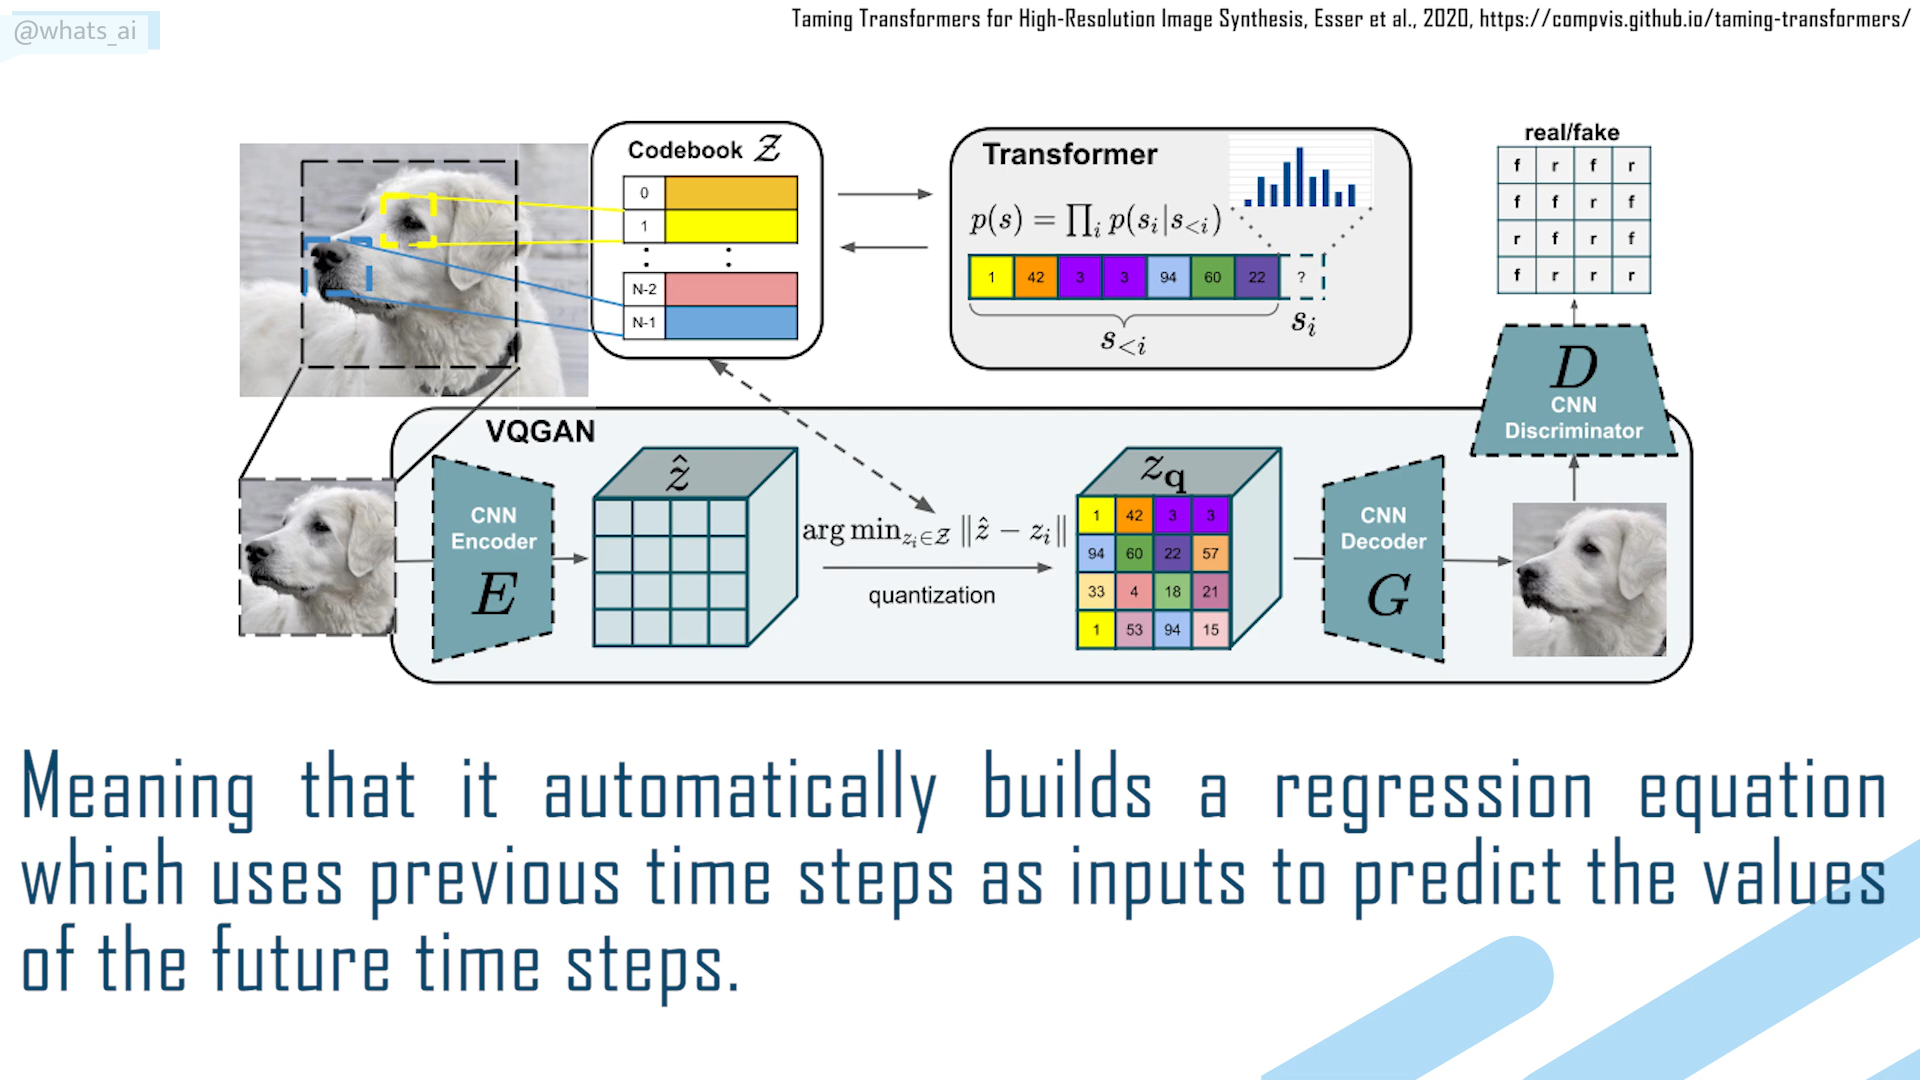 @whats_ai
Taming Transformers for High-Resolution Image Synthesis, Esser et al., 2020, https://compvis.github.io/taming-transformers/
Codebook 𝒵
0
1
:
:
N-2
N-1
Transformer
p(s) = ∏ᵢ p(sᵢ|s<ᵢ)
1 42 3 3 94 60 22 ?
s<ᵢ
sᵢ
real/fake
f r f r
f f r f
r f r f
f r r r
D
CNN
Discriminator
VQGAN
CNN
Encoder
E
ẑ
arg min zᵢ∈𝒵 ‖ẑ − zᵢ‖
quantization
z𝐪
1 42 3 3
94 60 22 57
33 4 18 21
1 53 94 15
CNN
Decoder
G
Meaning that it automatically builds a regression equation
which uses previous time steps as inputs to predict the values
of the future time steps.